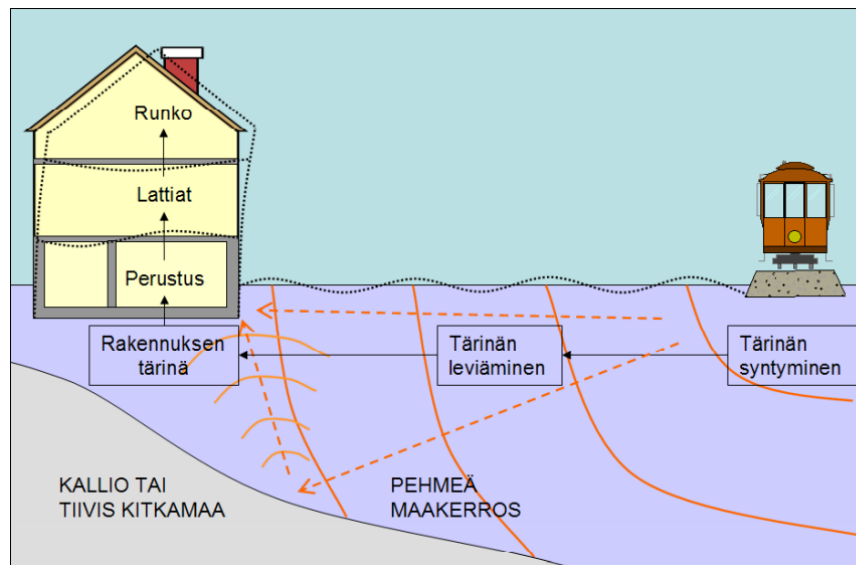 Runko
Lattiat
Perustus
Rakennuksen
tärinä
Tärinän
leviäminen
Tärinän
syntyminen
KALLIO TAI
TIIVIS KITKAMAA
PEHMEÄ
MAAKERROS